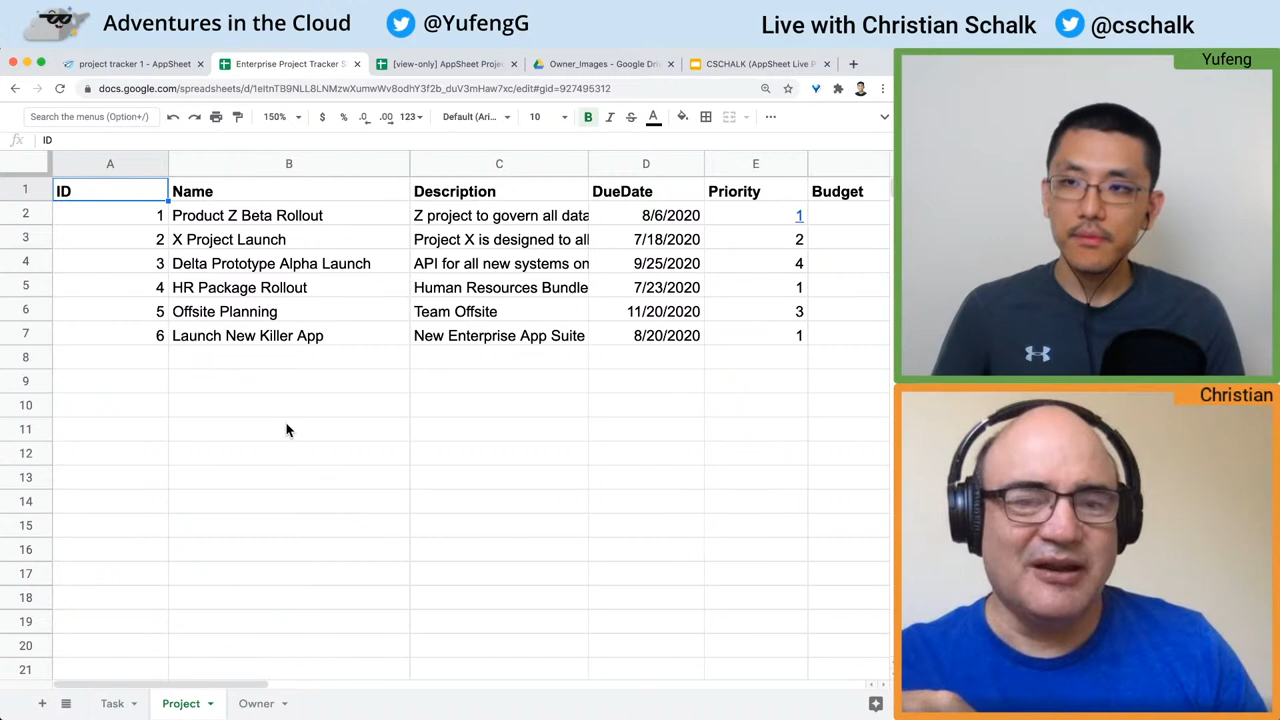 Adventures in the Cloud @YufengG Live with Christian Schalk @cschalk
project tracker 1 - AppSheet Enterprise Project Tracker S [view-only] AppSheet Projec Owner_Images - Google Dri CSCHALK (AppSheet Live P
docs.google.com/spreadsheets/d/1eItnTB9NLL8LNMzwXumwWv8odhY3f2b_duV3mHaw7xc/edit#gid=927495312
Search the menus (Option+/) 150% $ % .0 .00 123 Default (Ari... 10 B I S A
fx ID
A B C D E
1 ID Name Description DueDate Priority Budget
2 1 Product Z Beta Rollout Z project to govern all data 8/6/2020 1
3 2 X Project Launch Project X is designed to all 7/18/2020 2
4 3 Delta Prototype Alpha Launch API for all new systems on 9/25/2020 4
5 4 HR Package Rollout Human Resources Bundle 7/23/2020 1
6 5 Offsite Planning Team Offsite 11/20/2020 3
7 6 Launch New Killer App New Enterprise App Suite 8/20/2020 1
8
9
10
11
12
13
14
15
16
17
18
19
20
21
Task Project Owner
Yufeng
Christian